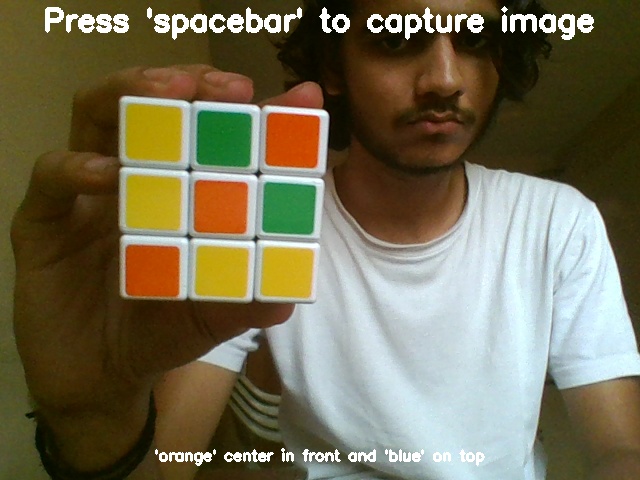 Press 'spacebar' to capture image
'orange' center in front and 'blue' on top